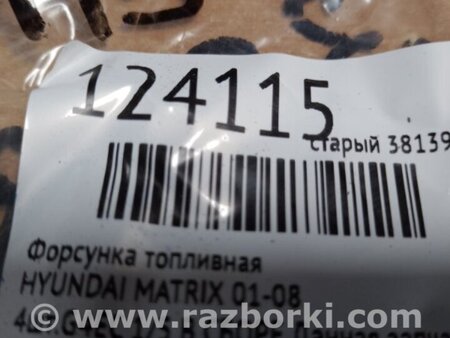 124115
старый 38139
Форсунка топливная
HYUNDAI MATRIX 01-08
www.razborki.com